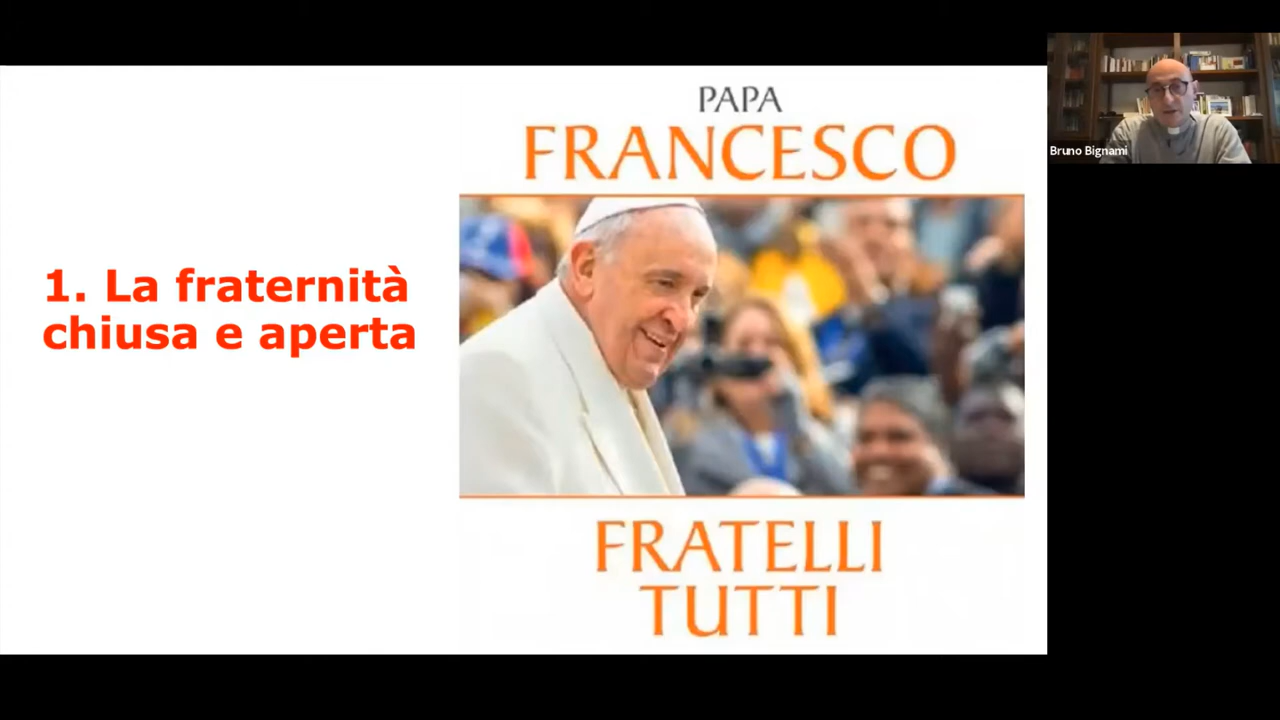 1. La fraternità
chiusa e aperta
PAPA
FRANCESCO
FRATELLI
TUTTI
Bruno Bignami